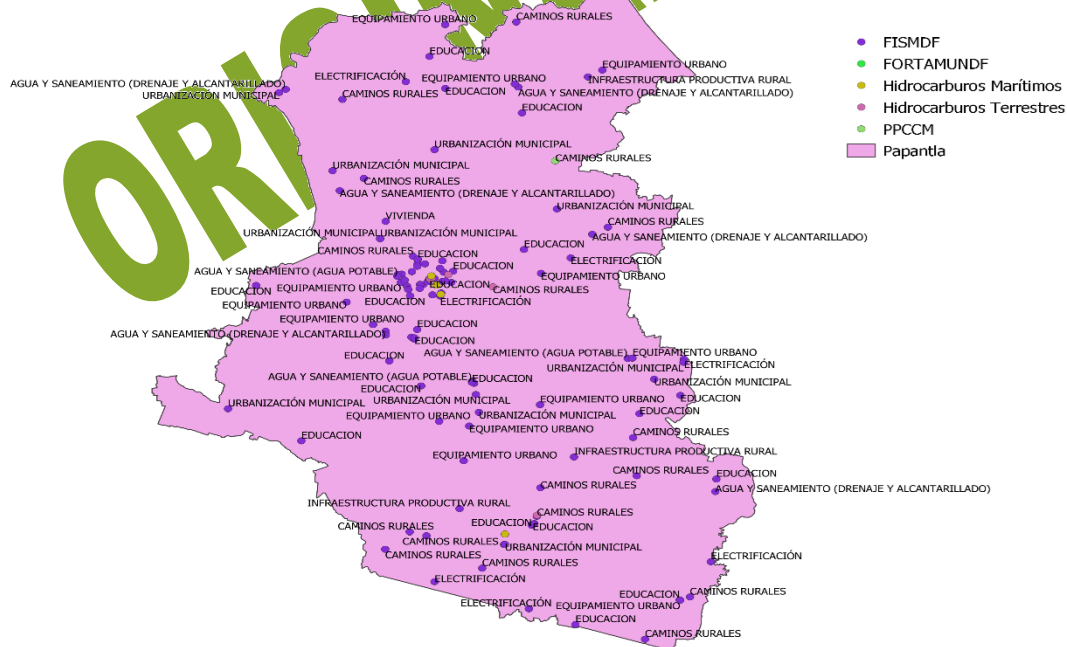 EQUIPAMIENTO URBANO
CAMINOS RURALES
EDUCACION
EQUIPAMIENTO URBANO
ELECTRIFICACIÓN
EQUIPAMIENTO URBANO
INFRAESTRUCTURA PRODUCTIVA RURAL
AGUA Y SANEAMIENTO (DRENAJE Y ALCANTARILLADO)
EDUCACION
URBANIZACION MUNICIPAL
CAMINOS RURALES
AGUA Y SANEAMIENTO (DRENAJE Y ALCANTARILLADO)
EDUCACION
FISMDF
FORTAMUNDF
Hidrocarburos Marítimos
Hidrocarburos Terrestres
PPCCM
Papantla
URBANIZACIÓN MUNICIPAL
CAMINOS RURALES
URBANIZACIÓN MUNICIPAL
CAMINOS RURALES
AGUA Y SANEAMIENTO (DRENAJE Y ALCANTARILLADO)
URBANIZACIÓN MUNICIPAL
VIVIENDA
CAMINOS RURALES
URBANIZACIÓN MUNICIPAL
URBANIZACIÓN MUNICIPAL
AGUA Y SANEAMIENTO (DRENAJE Y ALCANTARILLADO)
EDUCACION
CAMINOS RURALES
EDUCACION
ELECTRIFICACIÓN
EDUCACION
AGUA Y SANEAMIENTO (AGUA POTABLE)
EQUIPAMIENTO URBANO
EDUCACION
EDUCACION
EQUIPAMIENTO URBANO
CAMINOS RURALES
EDUCACION
ELECTRIFICACIÓN
EQUIPAMIENTO URBANO
EQUIPAMIENTO URBANO
EDUCACION
AGUA Y SANEAMIENTO (DRENAJE Y ALCANTARILLADO)
EDUCACION
EDUCACION
AGUA Y SANEAMIENTO (AGUA POTABLE)
EQUIPAMIENTO URBANO
URBANIZACIÓN MUNICIPAL
ELECTRIFICACIÓN
AGUA Y SANEAMIENTO (AGUA POTABLE)
EDUCACION
URBANIZACIÓN MUNICIPAL
EDUCACION
URBANIZACIÓN MUNICIPAL
URBANIZACIÓN MUNICIPAL
EQUIPAMIENTO URBANO
EDUCACION
EQUIPAMIENTO URBANO
URBANIZACIÓN MUNICIPAL
EDUCACION
EQUIPAMIENTO URBANO
EDUCACION
CAMINOS RURALES
EQUIPAMIENTO URBANO
INFRAESTRUCTURA PRODUCTIVA RURAL
CAMINOS RURALES
EDUCACION
CAMINOS RURALES
AGUA Y SANEAMIENTO (DRENAJE Y ALCANTARILLADO)
INFRAESTRUCTURA PRODUCTIVA RURAL
CAMINOS RURALES
CAMINOS RURALES
EDUCACION
EDUCACION
CAMINOS RURALES
URBANIZACIÓN MUNICIPAL
CAMINOS RURALES
ELECTRIFICACIÓN
CAMINOS RURALES
ELECTRIFICACIÓN
EDUCACION
CAMINOS RURALES
ELECTRIFICACIÓN
EQUIPAMIENTO URBANO
EDUCACION
CAMINOS RURALES